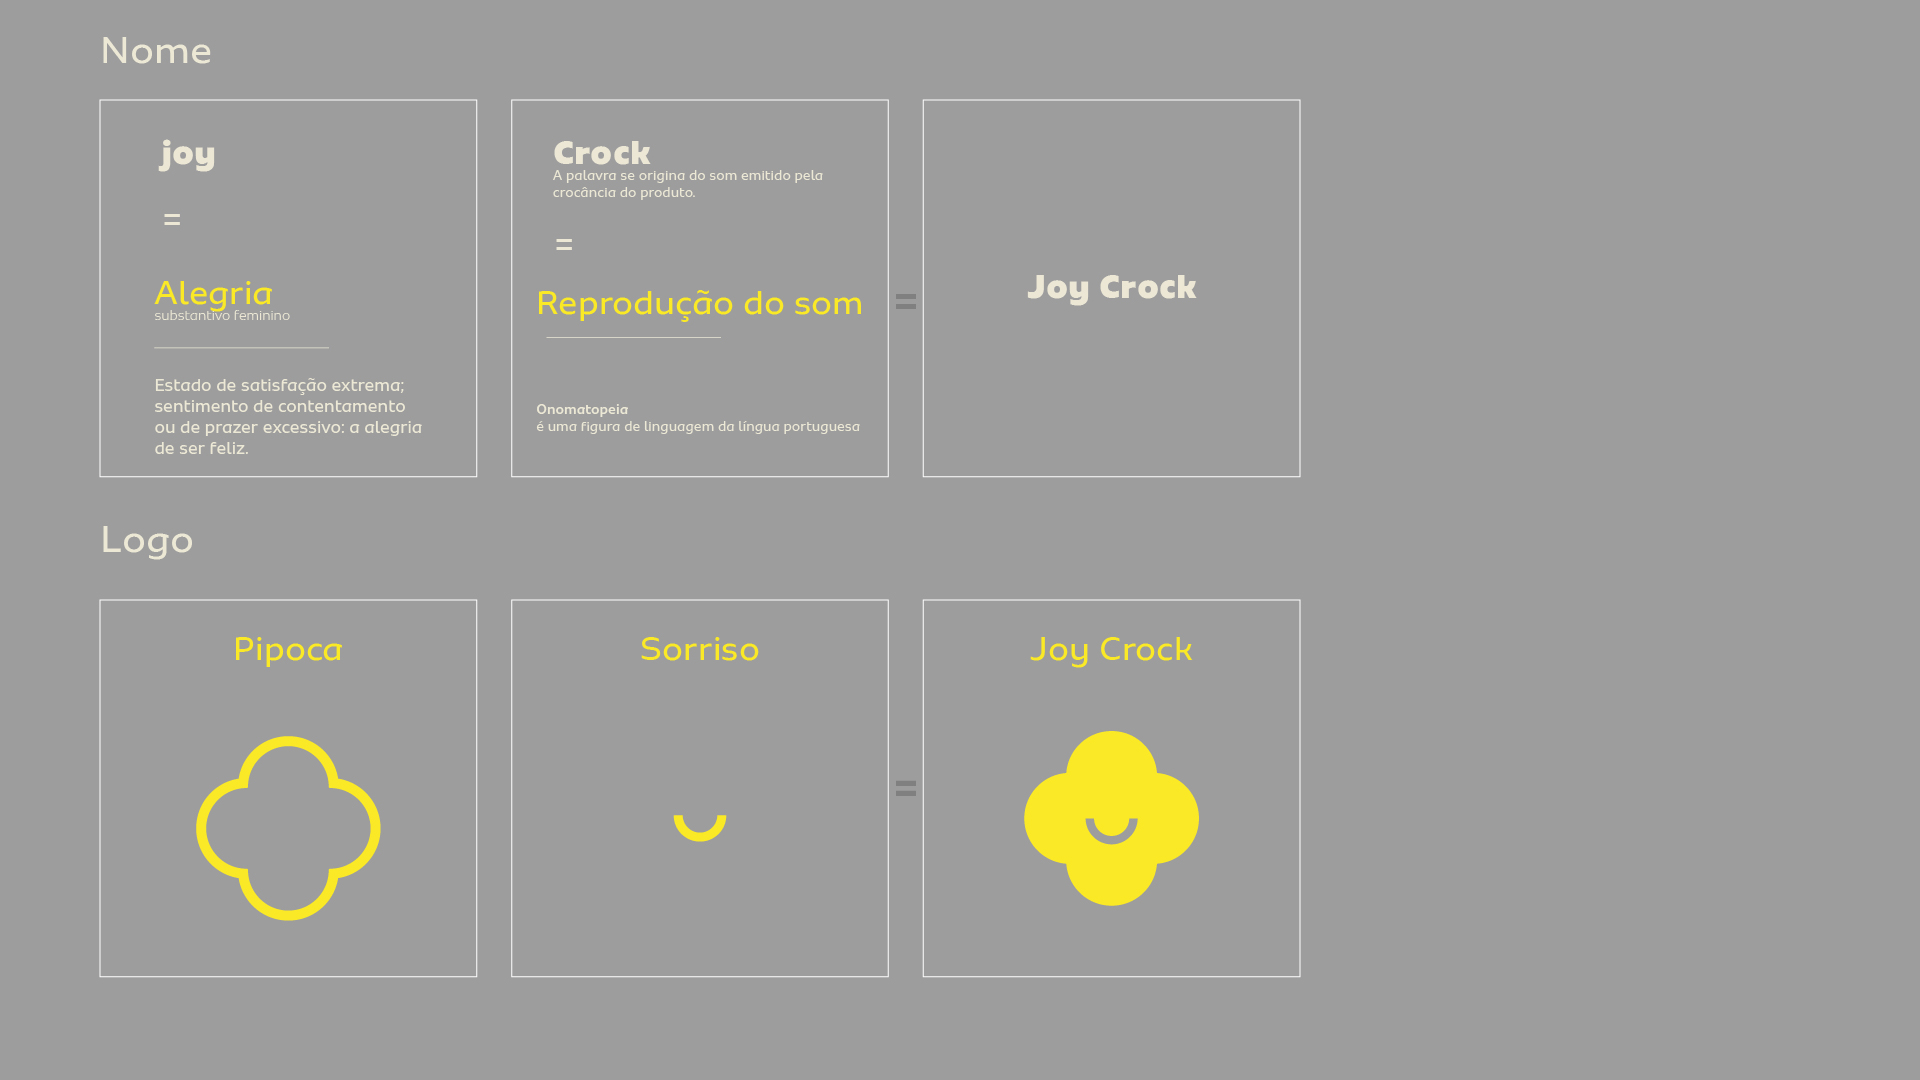 Nome
joy
=
Alegria
substantivo feminino
Estado de satisfação extrema;
sentimento de contentamento
ou de prazer excessivo: a alegria
de ser feliz.
Crock
A palavra se origina do som emitido pela
crocância do produto.
=
Reprodução do som
Onomatopeia
é uma figura de linguagem da língua portuguesa
=
Joy Crock
Logo
Pipoca
Sorriso
=
Joy Crock